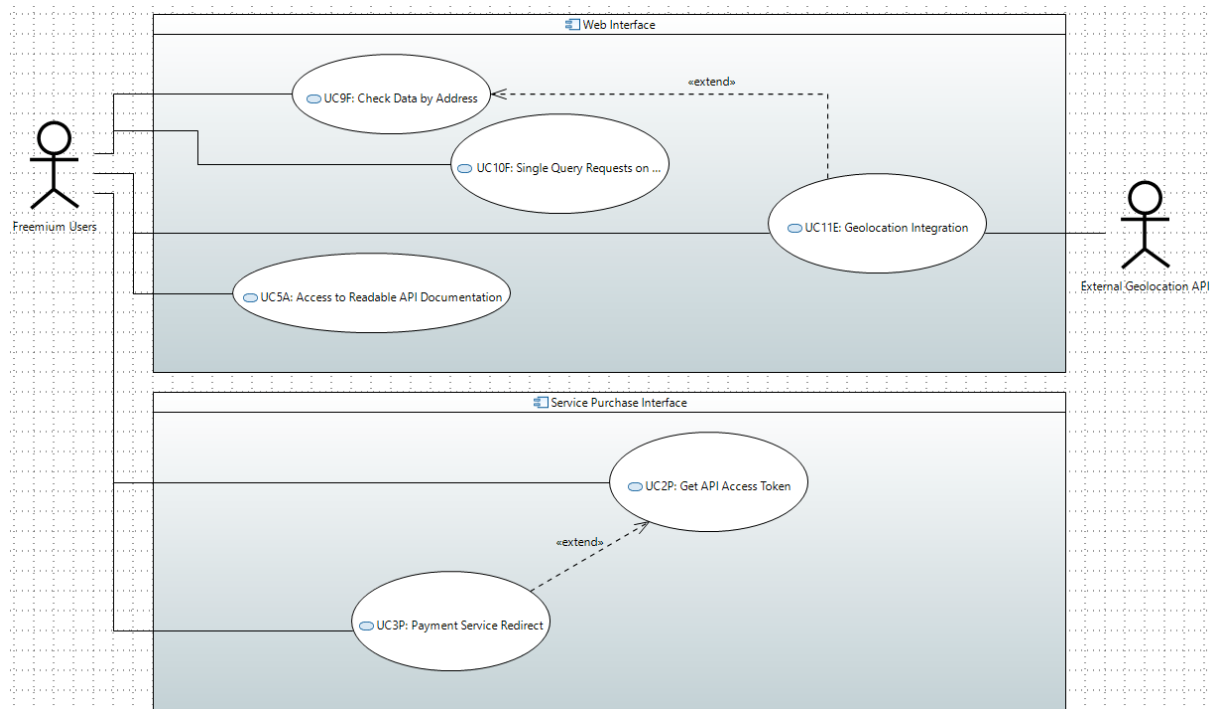 Web Interface
«extend»
UC9F: Check Data by Address
UC10F: Single Query Requests on ...
Freemium Users
UC11E: Geolocation Integration
External Geolocation API
UC5A: Access to Readable API Documentation
Service Purchase Interface
UC2P: Get API Access Token
«extend»
UC3P: Payment Service Redirect